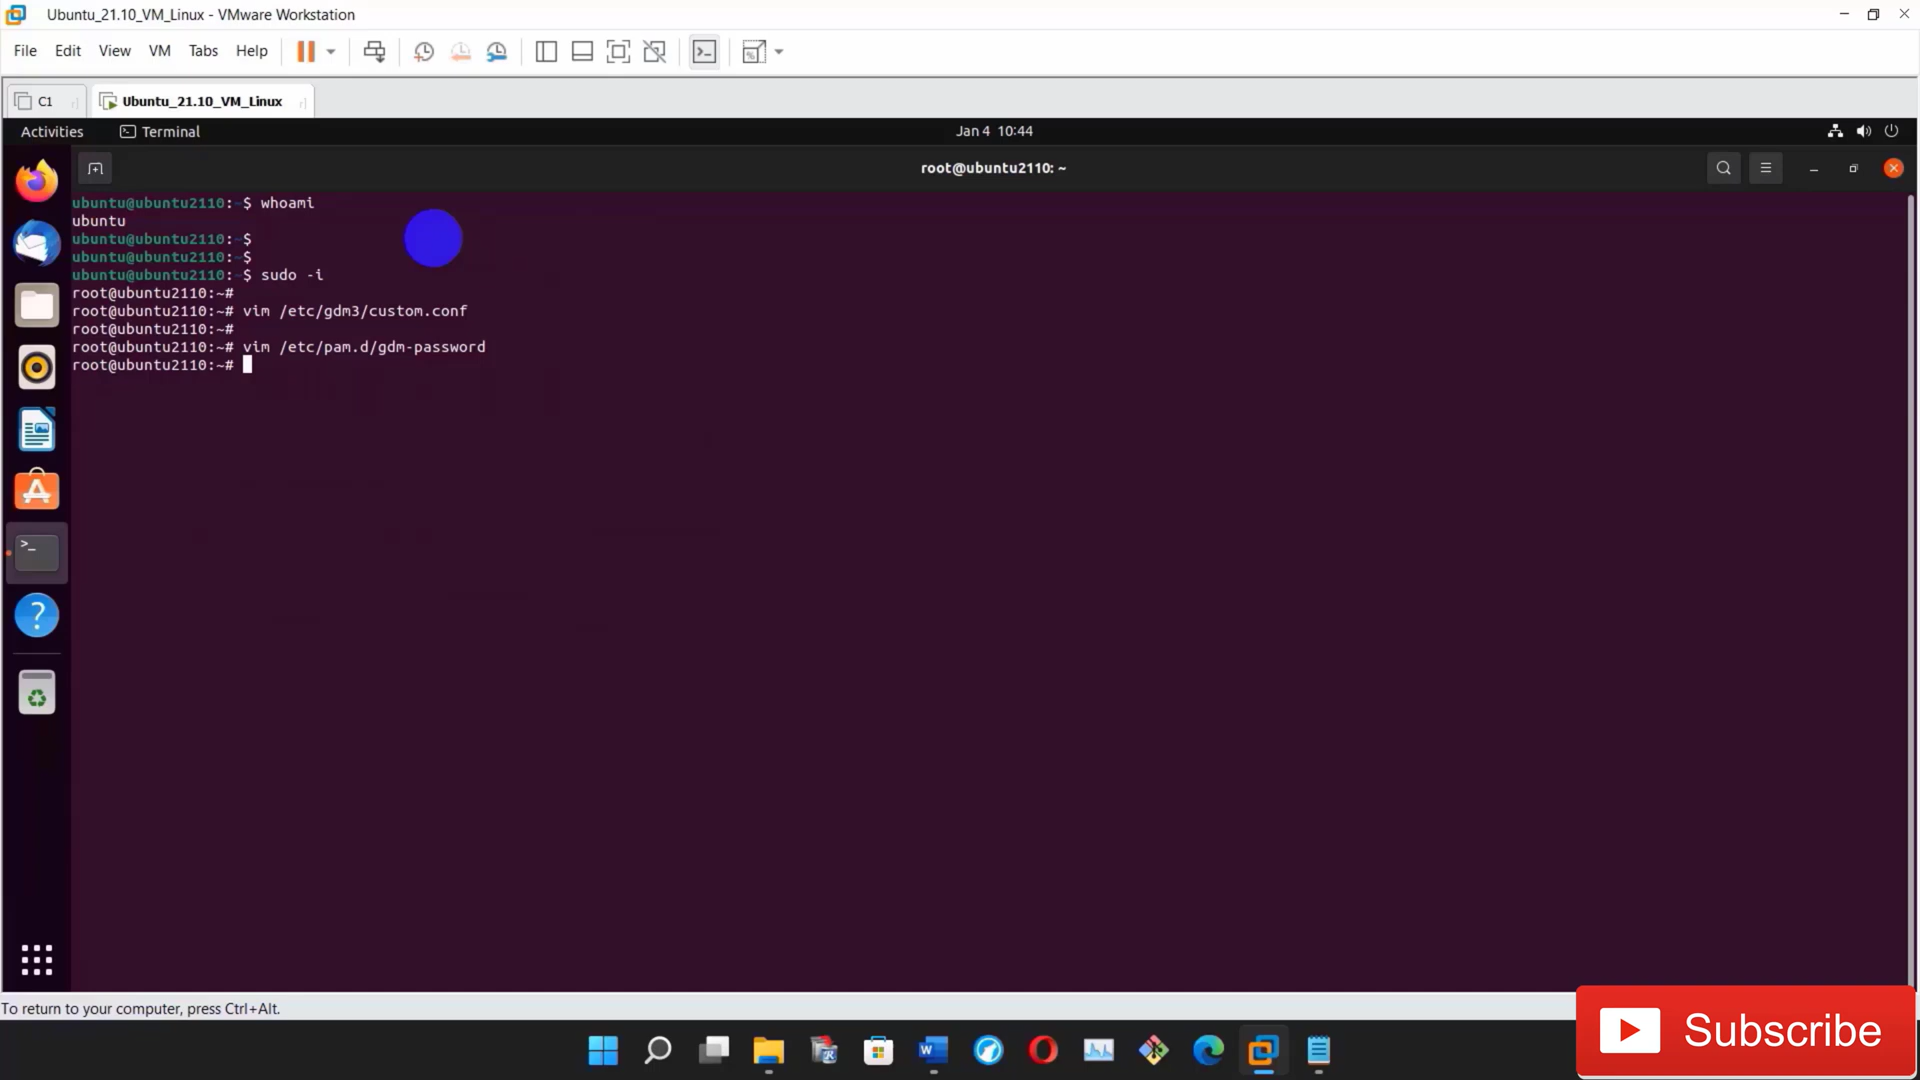 Ubuntu_21.10_VM_Linux - VMware Workstation
File Edit View VM Tabs Help
C1 Ubuntu_21.10_VM_Linux
Activities Terminal Jan 4 10:44
root@ubuntu2110: ~
ubuntu@ubuntu2110:~$ whoami
ubuntu
ubuntu@ubuntu2110:~$
ubuntu@ubuntu2110:~$
ubuntu@ubuntu2110:~$ sudo -i
root@ubuntu2110:~#
root@ubuntu2110:~# vim /etc/gdm3/custom.conf
root@ubuntu2110:~#
root@ubuntu2110:~# vim /etc/pam.d/gdm-password
root@ubuntu2110:~#
To return to your computer, press Ctrl+Alt.
Subscribe